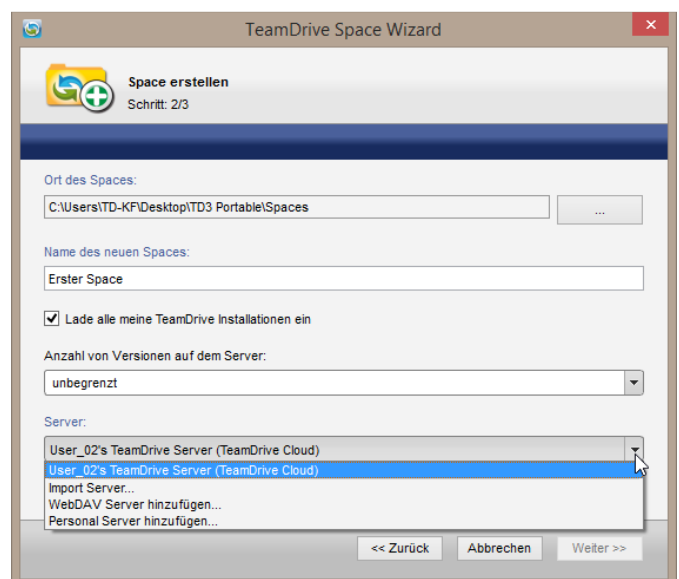 TeamDrive Space Wizard
Space erstellen
Schritt: 2/3
Ort des Spaces:
C:\Users\TD-KF\Desktop\TD3 Portable\Spaces
...
Name des neuen Spaces:
Erster Space
Lade alle meine TeamDrive Installationen ein
Anzahl von Versionen auf dem Server:
unbegrenzt
Server:
User_02's TeamDrive Server (TeamDrive Cloud)
User_02's TeamDrive Server (TeamDrive Cloud)
Import Server...
WebDAV Server hinzufügen...
Personal Server hinzufügen...
<< Zurück Abbrechen Weiter >>